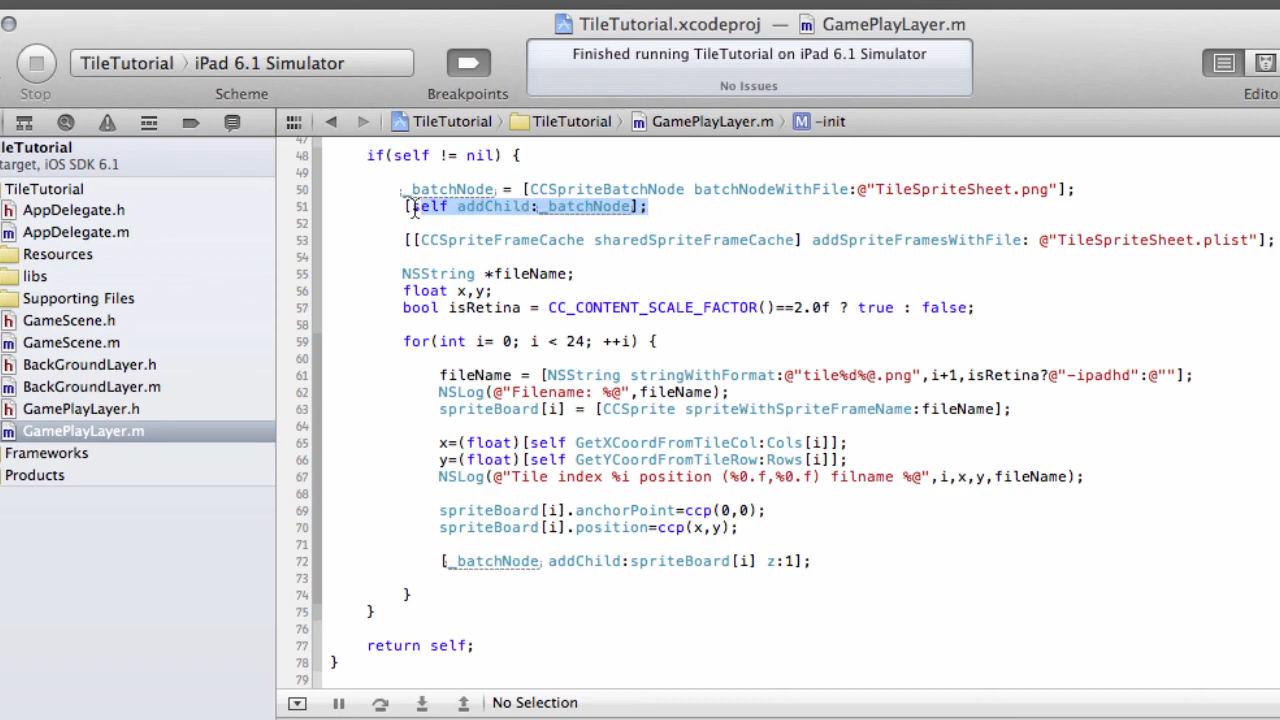 TileTutorial.xcodeproj — GamePlayLayer.m
TileTutorial › iPad 6.1 Simulator
Finished running TileTutorial on iPad 6.1 Simulator
No Issues
Stop
Scheme
Breakpoints
Edito
TileTutorial › TileTutorial › GamePlayLayer.m › M -init
leTutorial
target, iOS SDK 6.1
TileTutorial
h AppDelegate.h
m AppDelegate.m
Resources
libs
Supporting Files
h GameScene.h
m GameScene.m
h BackGroundLayer.h
m BackGroundLayer.m
h GamePlayLayer.h
m GamePlayLayer.m
Frameworks
Products
47
48 if(self != nil) {
49
50 _batchNode = [CCSpriteBatchNode batchNodeWithFile:@"TileSpriteSheet.png"];
51 [self addChild:_batchNode];
52
53 [[CCSpriteFrameCache sharedSpriteFrameCache] addSpriteFramesWithFile: @"TileSpriteSheet.plist"];
54
55 NSString *fileName;
56 float x,y;
57 bool isRetina = CC_CONTENT_SCALE_FACTOR()==2.0f ? true : false;
58
59 for(int i= 0; i < 24; ++i) {
60
61 fileName = [NSString stringWithFormat:@"tile%d%@.png",i+1,isRetina?@"-ipadhd":@""];
62 NSLog(@"Filename: %@",fileName);
63 spriteBoard[i] = [CCSprite spriteWithSpriteFrameName:fileName];
64
65 x=(float)[self GetXCoordFromTileCol:Cols[i]];
66 y=(float)[self GetYCoordFromTileRow:Rows[i]];
67 NSLog(@"Tile index %i position (%0.f,%0.f) filname %@",i,x,y,fileName);
68
69 spriteBoard[i].anchorPoint=ccp(0,0);
70 spriteBoard[i].position=ccp(x,y);
71
72 [_batchNode addChild:spriteBoard[i] z:1];
73
74 }
75 }
76
77 return self;
78 }
79
No Selection